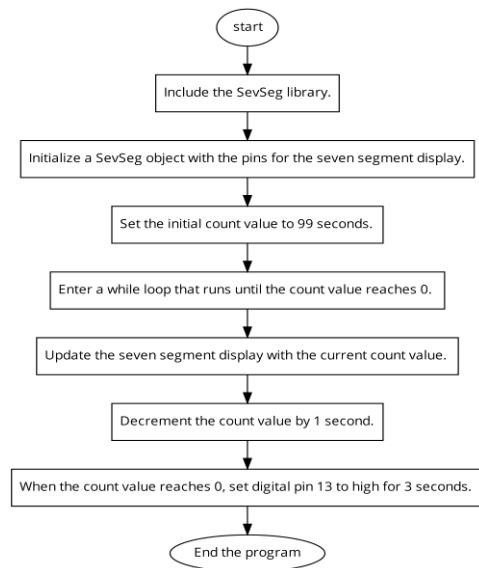 start
Include the SevSeg library.
Initialize a SevSeg object with the pins for the seven segment display.
Set the initial count value to 99 seconds.
Enter a while loop that runs until the count value reaches 0.
Update the seven segment display with the current count value.
Decrement the count value by 1 second.
When the count value reaches 0, set digital pin 13 to high for 3 seconds.
End the program